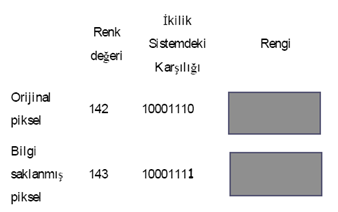 Renk değeri
İkilik Sistemdeki Karşılığı
Rengi
Orijinal piksel
142
10001110
Bilgi saklanmış piksel
143
10001111